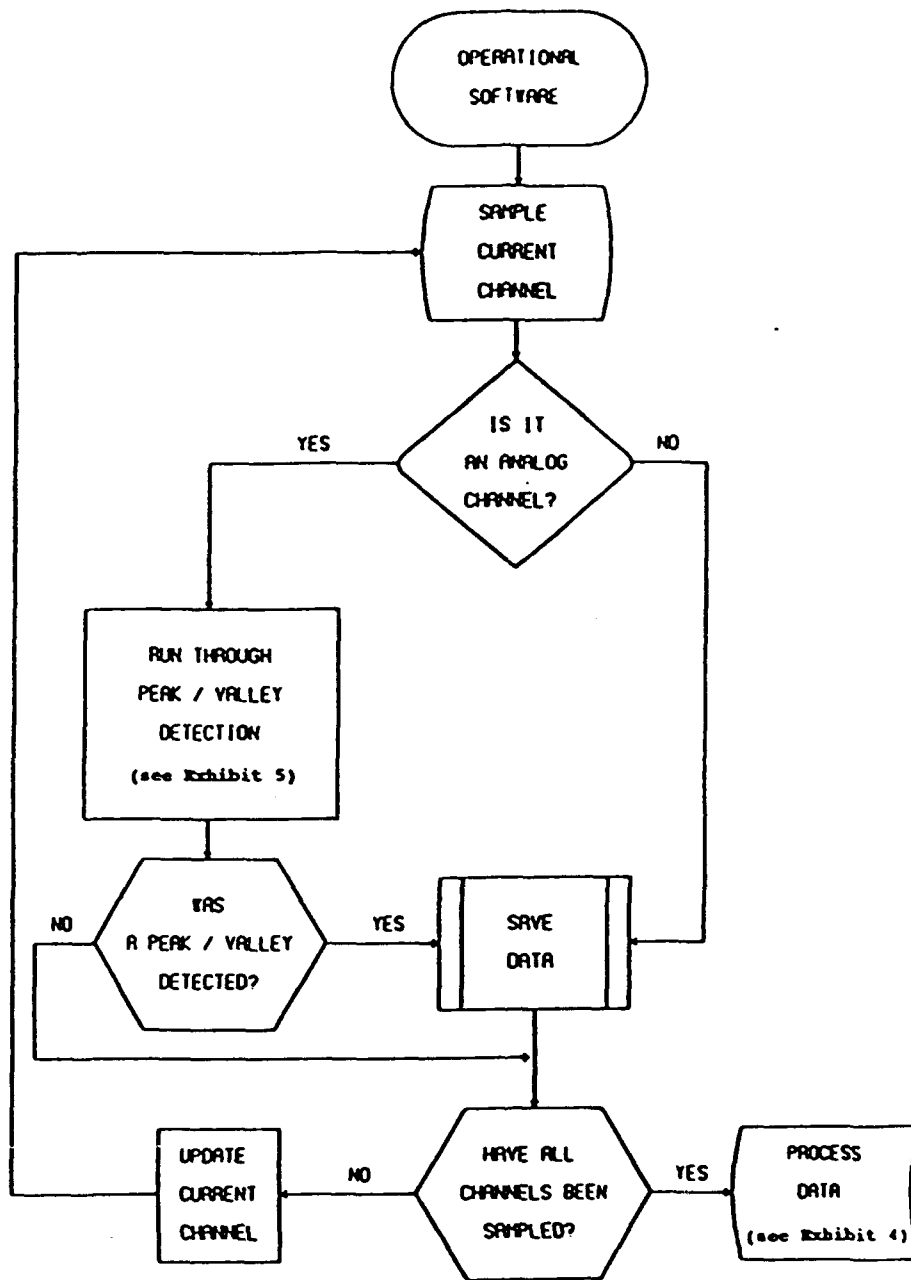 OPERATIONAL
SOFTWARE
SAMPLE
CURRENT
CHANNEL
IS IT
AN ANALOG
CHANNEL?
YES
NO
RUN THROUGH
PEAK / VALLEY
DETECTION
(see Exhibit 5)
NO
WAS
A PEAK / VALLEY
DETECTED?
YES
SAVE
DATA
UPDATE
CURRENT
CHANNEL
NO
HAVE ALL
CHANNELS BEEN
SAMPLED?
YES
PROCESS
DATA
(see Exhibit 4)